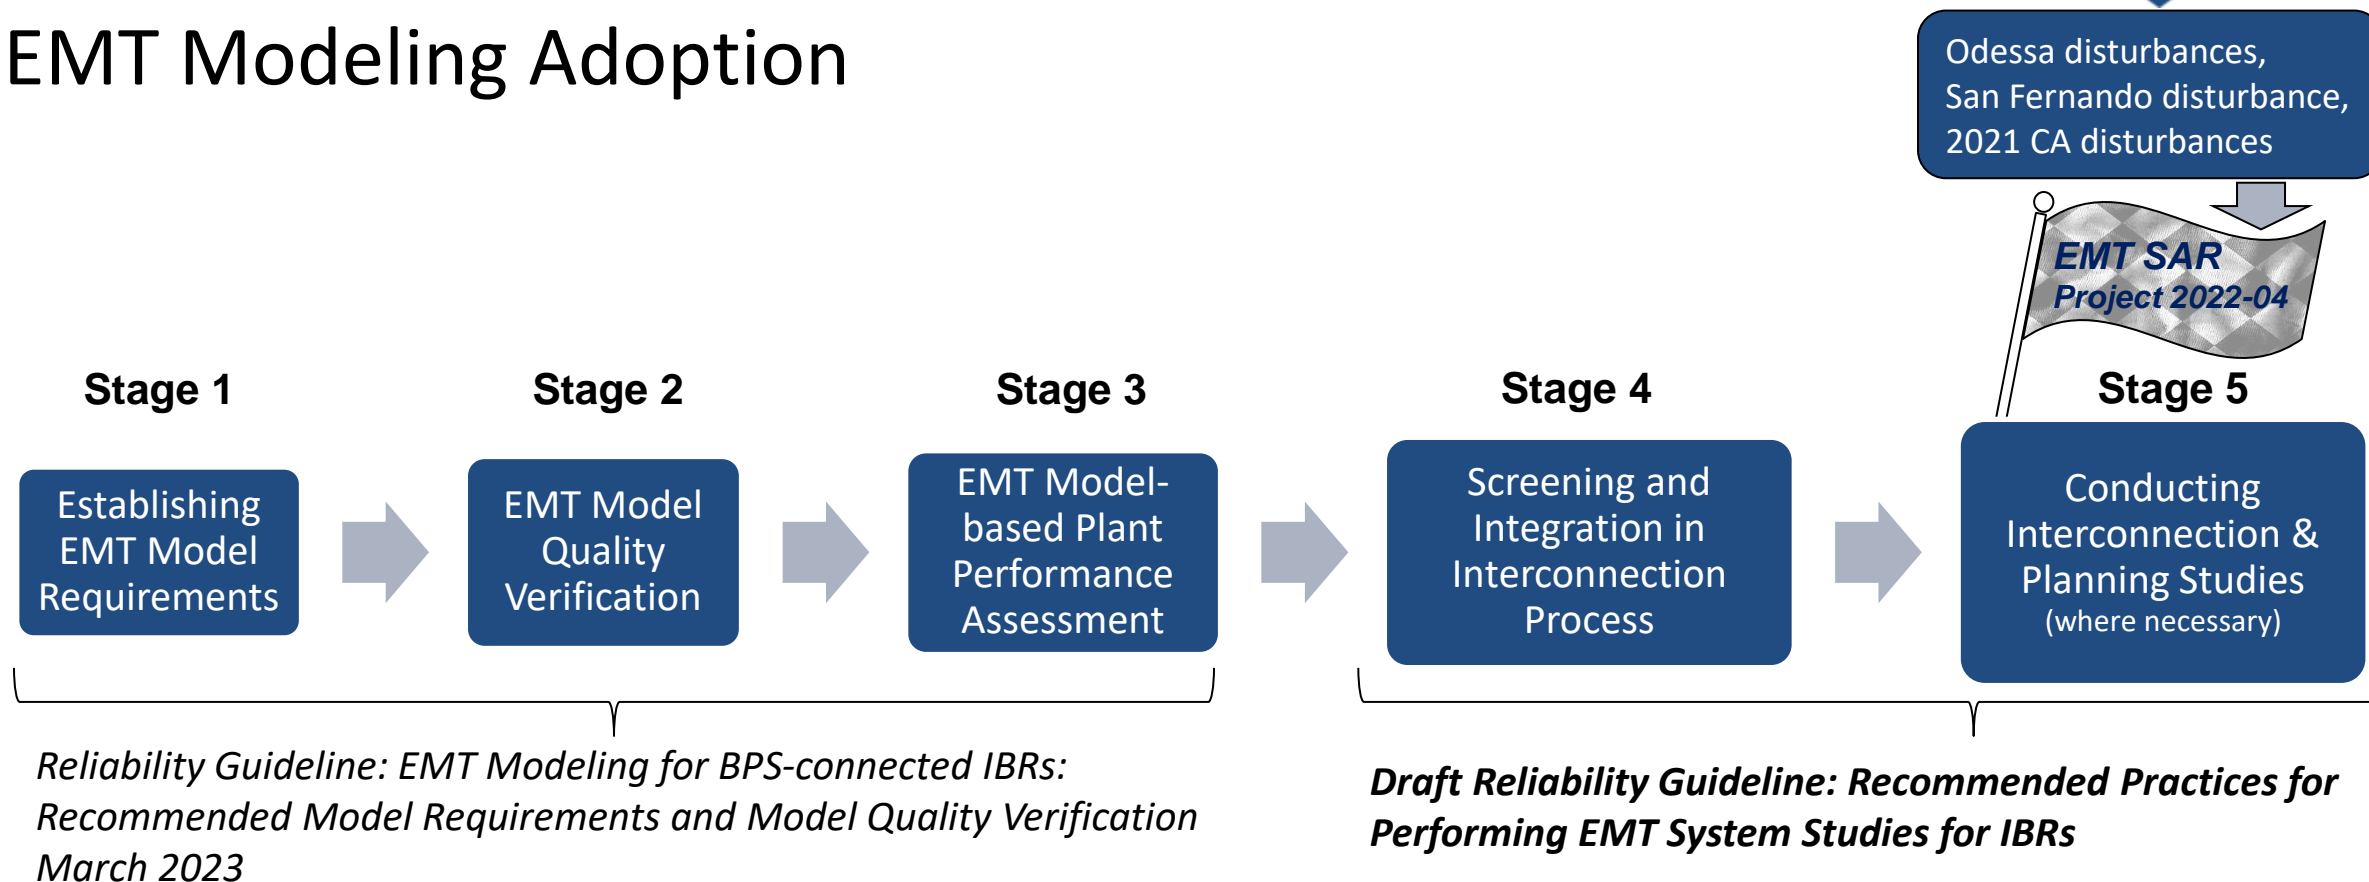 EMT Modeling Adoption
Odessa disturbances,
San Fernando disturbance,
2021 CA disturbances
EMT SAR
Project 2022-04
Stage 1
Stage 2
Stage 3
Stage 4
Stage 5
Establishing
EMT Model
Requirements
EMT Model
Quality
Verification
EMT Model-
based Plant
Performance
Assessment
Screening and
Integration in
Interconnection
Process
Conducting
Interconnection &
Planning Studies
(where necessary)
Reliability Guideline: EMT Modeling for BPS-connected IBRs:
Recommended Model Requirements and Model Quality Verification
March 2023
Draft Reliability Guideline: Recommended Practices for
Performing EMT System Studies for IBRs